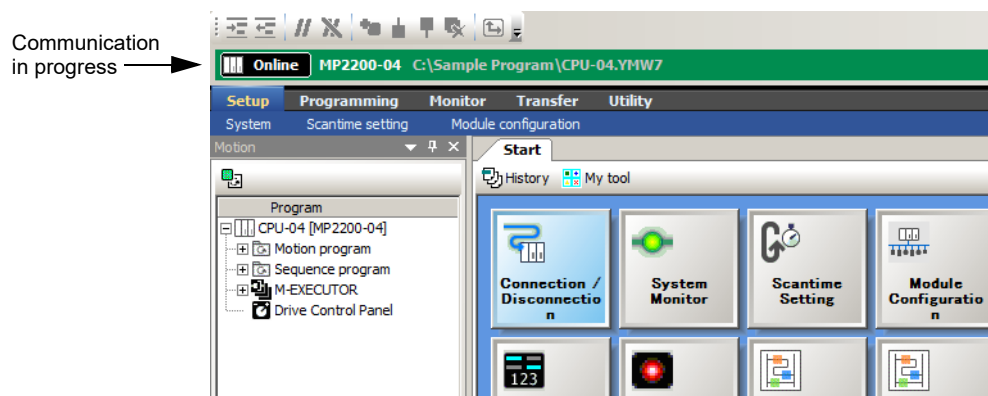 Communication
in progress
Online MP2200-04 C:\Sample Program\CPU-04.YMW7
Setup Programming Monitor Transfer Utility
System Scantime setting Module configuration
Motion
Start
History My tool
Program
CPU-04 [MP2200-04]
Motion program
Sequence program
M-EXECUTOR
Drive Control Panel
Connection /
Disconnectio
n
System
Monitor
Scantime
Setting
Module
Configuratio
n
123